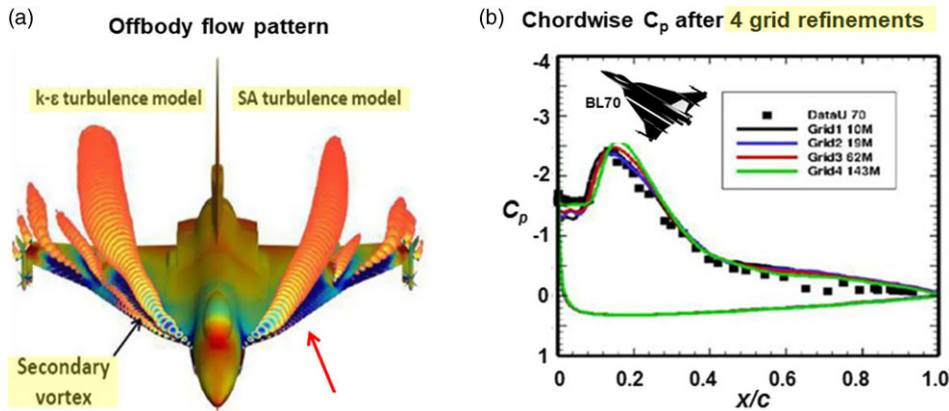 (a)
Offbody flow pattern
k-ε turbulence model
SA turbulence model
Secondary
vortex
(b)
Chordwise Cp after 4 grid refinements
-4
-3
-2
-1
0
1
Cp
BL70
DataU 70
Grid1 10M
Grid2 19M
Grid3 62M
Grid4 143M
0 0.2 0.4 0.6 0.8 1.0
x/c